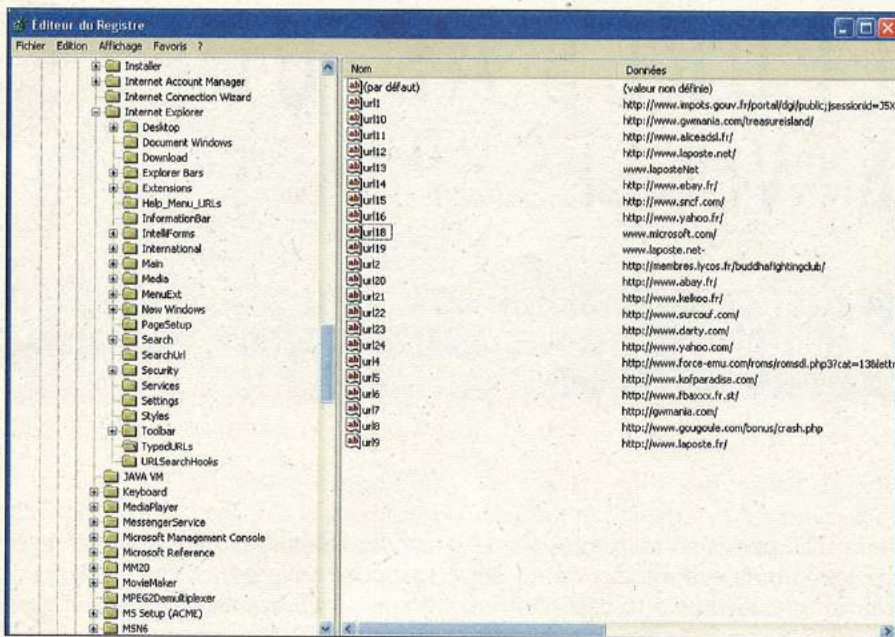 Éditeur du Registre
Fichier Edition Affichage Favoris ?
Installer
Internet Account Manager
Internet Connection Wizard
Internet Explorer
Desktop
Document Windows
Download
Explorer Bars
Extensions
Help_Menu_URLs
InformationBar
IntelliForms
International
Main
Media
MenuExt
New Windows
PageSetup
Search
SearchUrl
Security
Services
Settings
Styles
Toolbar
TypedURLs
URLSearchHooks
JAVA VM
Keyboard
MediaPlayer
MessengerService
Microsoft Management Console
Microsoft Reference
MM20
MovieMaker
MPEG2Demultiplexer
MS Setup (ACME)
MSN6
Nom Données
(par défaut) (valeur non définie)
url1 http://www.impots.gouv.fr/portal/dgi/public;jsessionid=J5X
url10 http://www.gwmania.com/treasureisland/
url11 http://www.aliceadsl.fr/
url12 http://www.laposte.net/
url13 www.laposteNet
url14 http://www.ebay.fr/
url15 http://www.sncf.com/
url16 http://www.yahoo.fr/
url18 www.microsoft.com/
url19 www.laposte.net-
url2 http://membres.lycos.fr/buddhafightingclub/
url20 http://www.abay.fr/
url21 http://www.kelkoo.fr/
url22 http://www.surcouf.com/
url23 http://www.darty.com/
url24 http://www.yahoo.com/
url4 http://www.force-emu.com/roms/romsdl.php3?cat=13&lettr
url5 http://www.kofparadise.com/
url6 http://www.fbaxxx.fr.st/
url7 http://gwmania.com/
url8 http://www.gougoule.com/bonus/crash.php
url9 http://www.laposte.fr/